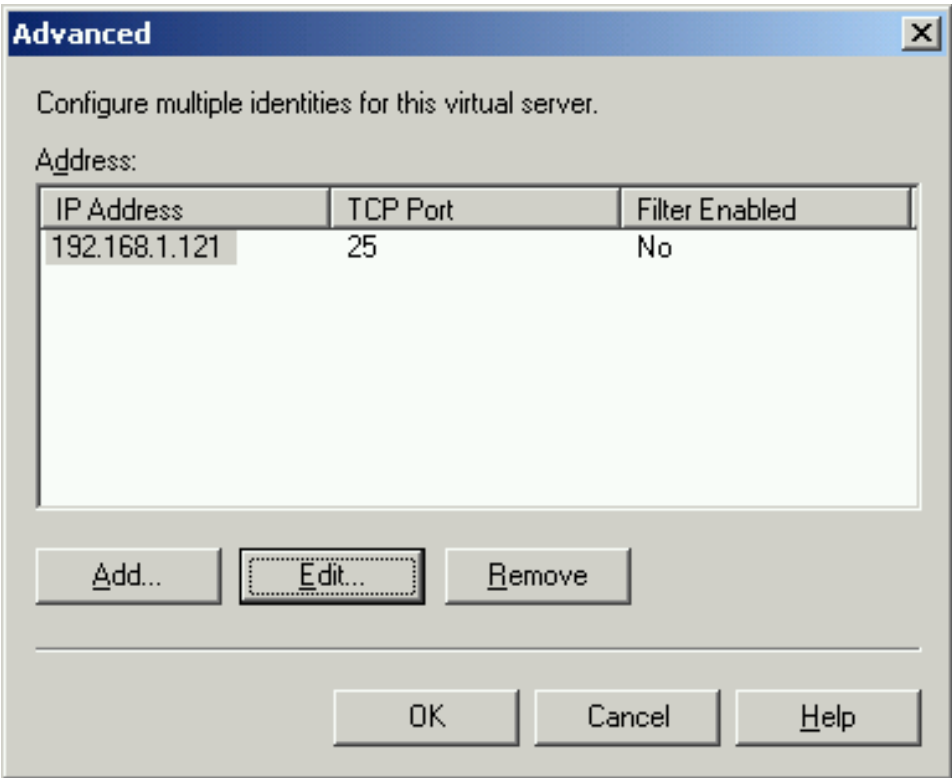 Advanced
Configure multiple identities for this virtual server.
Address:
IP Address TCP Port Filter Enabled
192.168.1.121 25 No
Add... Edit... Remove
OK Cancel Help